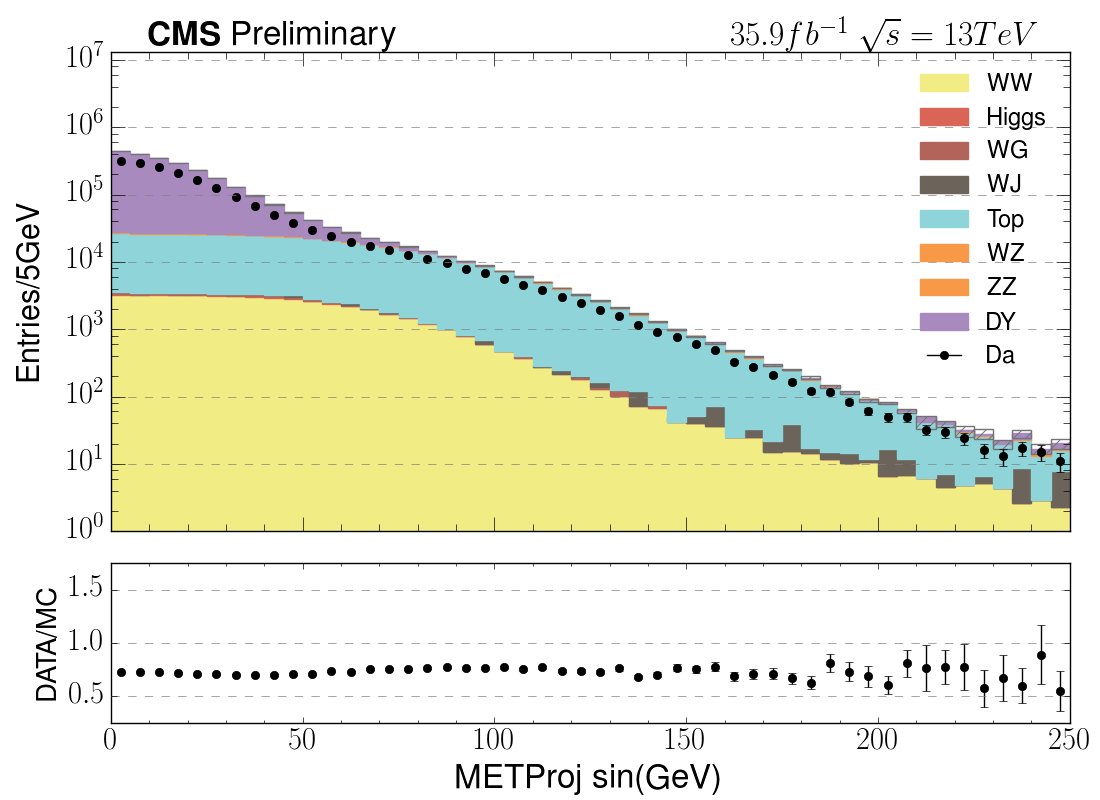 CMS Preliminary 35.9fb⁻¹ √s = 13TeV
10⁷
10⁶
10⁵
10⁴
10³
10²
10¹
10⁰
Entries/5GeV
WW
Higgs
WG
WJ
Top
WZ
ZZ
DY
Da
1.5
1.0
0.5
DATA/MC
0 50 100 150 200 250
METProj sin(GeV)